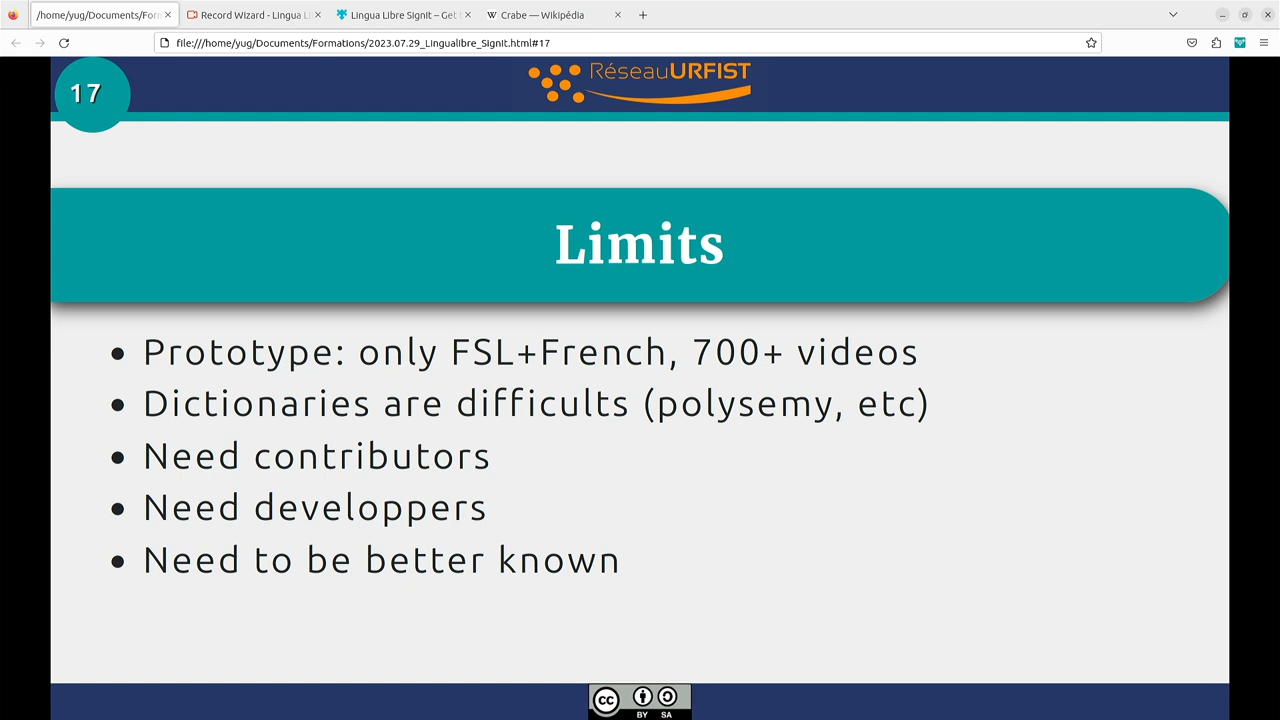 /home/yug/Documents/Form
Record Wizard - Lingua Li
Lingua Libre SignIt – Get
Crabe — Wikipédia
file:///home/yug/Documents/Formations/2023.07.29_Lingualibre_SignIt.html#17
17
RéseauURFIST
Limits
• Prototype: only FSL+French, 700+ videos
• Dictionaries are difficults (polysemy, etc)
• Need contributors
• Need developpers
• Need to be better known
cc BY SA